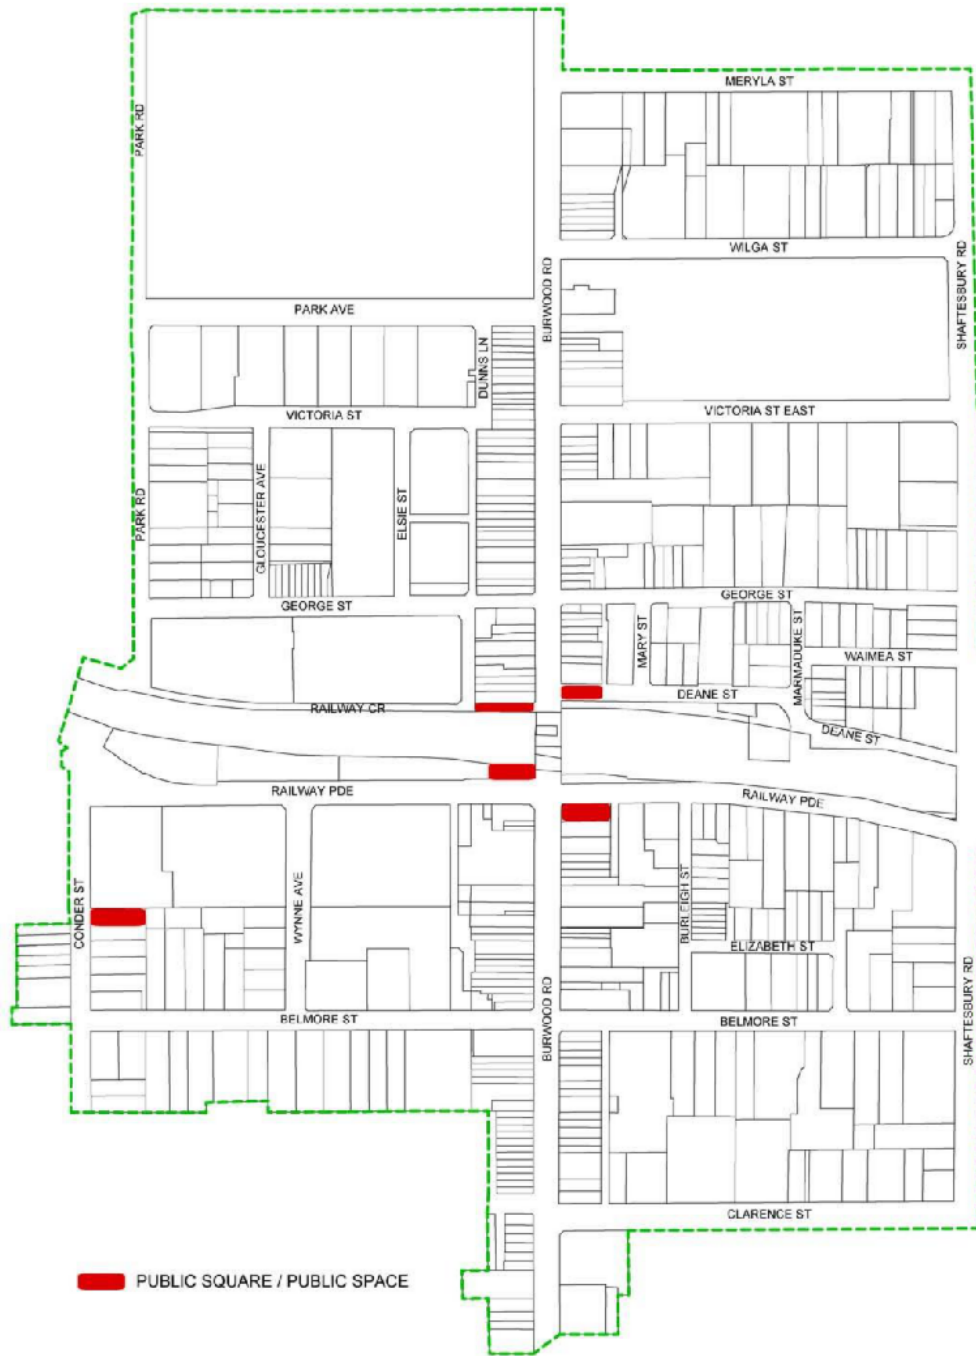 MERYLA ST
PARK RD
WILGA ST
BURWOOD RD
SHAFTESBURY RD
PARK AVE
DUNNS LN
VICTORIA ST
VICTORIA ST EAST
PARK RD
GLOUCESTER AVE
ELSIE ST
GEORGE ST
GEORGE ST
MARY ST
MARMADUKE ST
WAIMEA ST
DEANE ST
RAILWAY CR
DEANE ST
RAILWAY PDE
RAILWAY PDE
CONDER ST
WYNNE AVE
BURLEIGH ST
ELIZABETH ST
BURWOOD RD
SHAFTESBURY RD
BELMORE ST
BELMORE ST
CLARENCE ST
PUBLIC SQUARE / PUBLIC SPACE